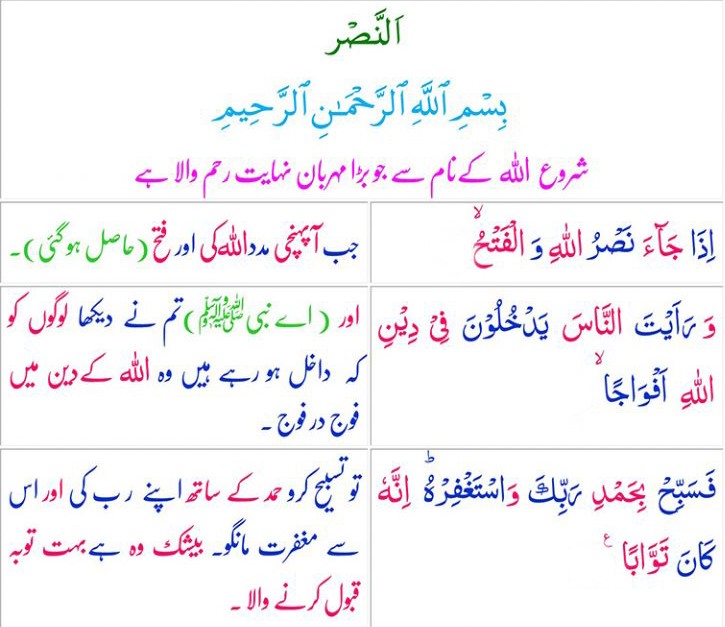 اَلنَّصْر
بِسْمِ ٱللَّهِ ٱلرَّحْمَـٰنِ ٱلرَّحِيمِ
شروع اللہ کے نام سے جو بڑا مہربان نہایت رحم والا ہے
اِذَا جَآءَ نَصْرُ اللّٰهِ وَ الْفَتْحُۙ
جب آپہنچی مدد اللہ کی اور فتح (حاصل ہوگئی)۔
وَ رَاَيْتَ النَّاسَ يَدْخُلُوْنَ فِيْ دِيْنِ
اللّٰهِ اَفْوَاجًاۙ
اور (اے نبی ﷺ) تم نے دیکھا لوگوں کو
کہ داخل ہو رہے ہیں وہ اللہ کے دین میں
فوج در فوج ۔
فَسَبِّحْ بِحَمْدِ رَبِّكَ وَاسْتَغْفِرْهُؕ اِنَّهٗ
كَانَ تَوَّابًا ع
تو تسبیح کرو حمد کے ساتھ اپنے رب کی اور اس
سے مغفرت مانگو۔ بیشک وہ ہے بہت توبہ
قبول کرنے والا ۔